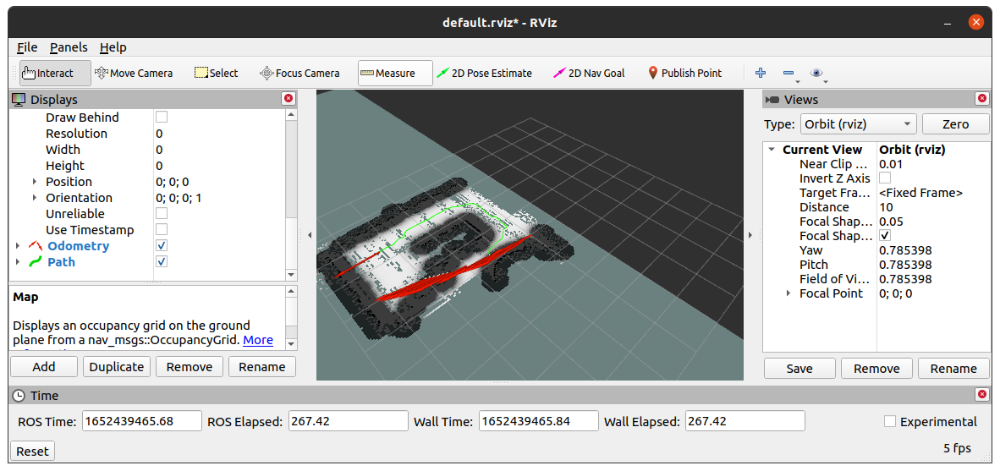 default.rviz* - RViz
File Panels Help
Interact Move Camera Select Focus Camera Measure 2D Pose Estimate 2D Nav Goal Publish Point
Displays
Draw Behind
Resolution 0
Width 0
Height 0
Position 0; 0; 0
Orientation 0; 0; 0; 1
Unreliable
Use Timestamp
Odometry
Path
Map
Displays an occupancy grid on the ground
plane from a nav_msgs::OccupancyGrid. More
Add Duplicate Remove Rename
Views
Type: Orbit (rviz) Zero
Current View Orbit (rviz)
Near Clip ... 0.01
Invert Z Axis
Target Fra... <Fixed Frame>
Distance 10
Focal Shap... 0.05
Focal Shap...
Yaw 0.785398
Pitch 0.785398
Field of Vi... 0.785398
Focal Point 0; 0; 0
Save Remove Rename
Time
ROS Time: 1652439465.68 ROS Elapsed: 267.42 Wall Time: 1652439465.84 Wall Elapsed: 267.42 Experimental
Reset 5 fps